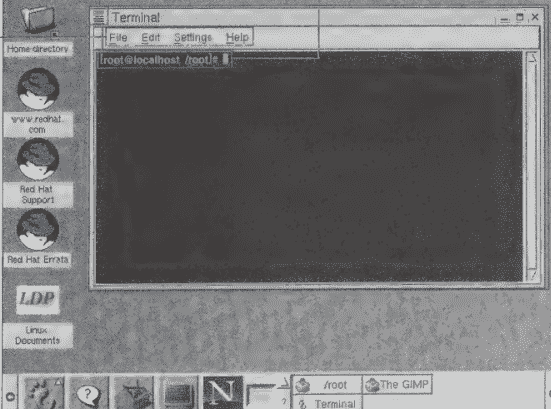 Terminal
File Edit Settings Help
[root@localhost /root]#
Home directory
www.redhat.
com
Red Hat
Support
Red Hat Errata
LDP
Linux
Documents
N
/root
The GIMP
Terminal